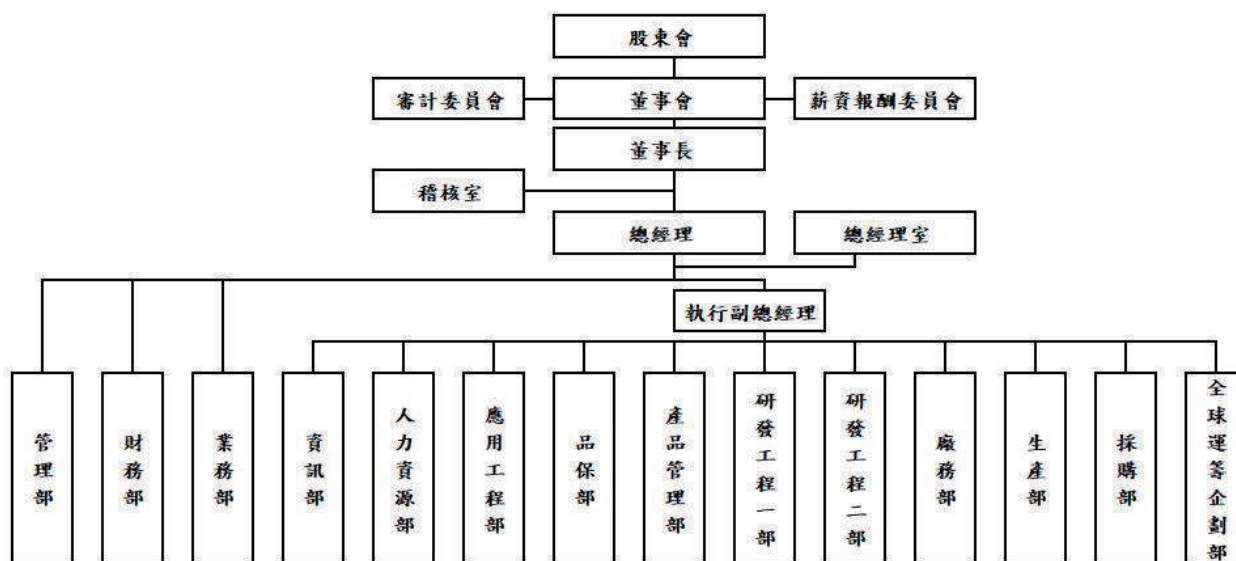 股東會
審計委員會
董事會
薪資報酬委員會
董事長
稽核室
總經理
總經理室
執行副總經理
管理部
財務部
業務部
資訊部
人力資源部
應用工程部
品保部
產品管理部
研發工程一部
研發工程二部
廠務部
生產部
採購部
全球運籌企劃部